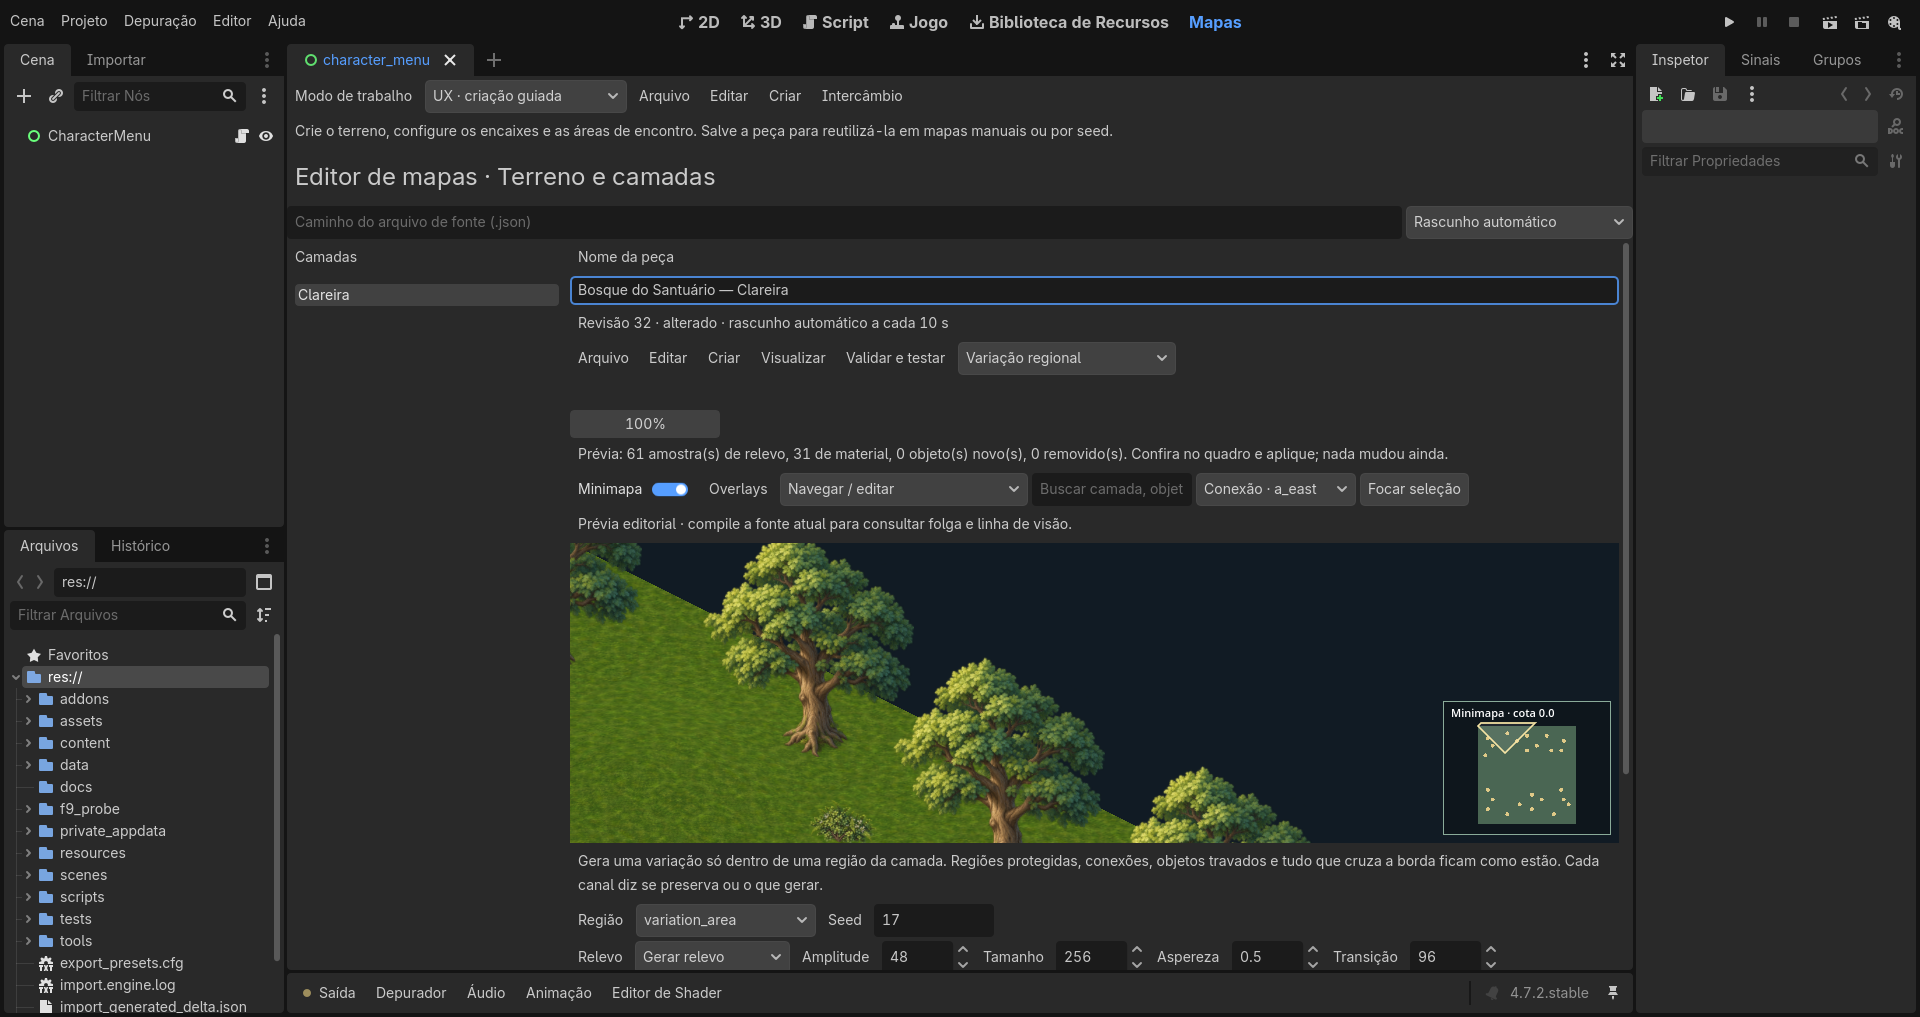 Cena Projeto Depuração Editor Ajuda
2D 3D Script Jogo Biblioteca de Recursos Mapas
Cena Importar
Filtrar Nós
CharacterMenu
character_menu
Modo de trabalho UX · criação guiada Arquivo Editar Criar Intercâmbio
Crie o terreno, configure os encaixes e as áreas de encontro. Salve a peça para reutilizá-la em mapas manuais ou por seed.
Editor de mapas · Terreno e camadas
Caminho do arquivo de fonte (.json) Rascunho automático
Camadas
Clareira
Nome da peça
Bosque do Santuário — Clareira
Revisão 32 · alterado · rascunho automático a cada 10 s
Arquivo Editar Criar Visualizar Validar e testar Variação regional
100%
Prévia: 61 amostra(s) de relevo, 31 de material, 0 objeto(s) novo(s), 0 removido(s). Confira no quadro e aplique; nada mudou ainda.
Minimapa Overlays Navegar / editar Buscar camada, objet Conexão · a_east Focar seleção
Prévia editorial · compile a fonte atual para consultar folga e linha de visão.
Minimapa · cota 0.0
Gera uma variação só dentro de uma região da camada. Regiões protegidas, conexões, objetos travados e tudo que cruza a borda ficam como estão. Cada
canal diz se preserva ou o que gerar.
Região variation_area Seed 17
Relevo Gerar relevo Amplitude 48 Tamanho 256 Aspereza 0.5 Transição 96
Arquivos Histórico
res://
Filtrar Arquivos
Favoritos
res://
addons
assets
content
data
docs
f9_probe
private_appdata
resources
scenes
scripts
tests
tools
export_presets.cfg
import.engine.log
import_generated_delta.json
Saída Depurador Áudio Animação Editor de Shader
4.7.2.stable
Inspetor Sinais Grupos
DOC
Filtrar Propriedades